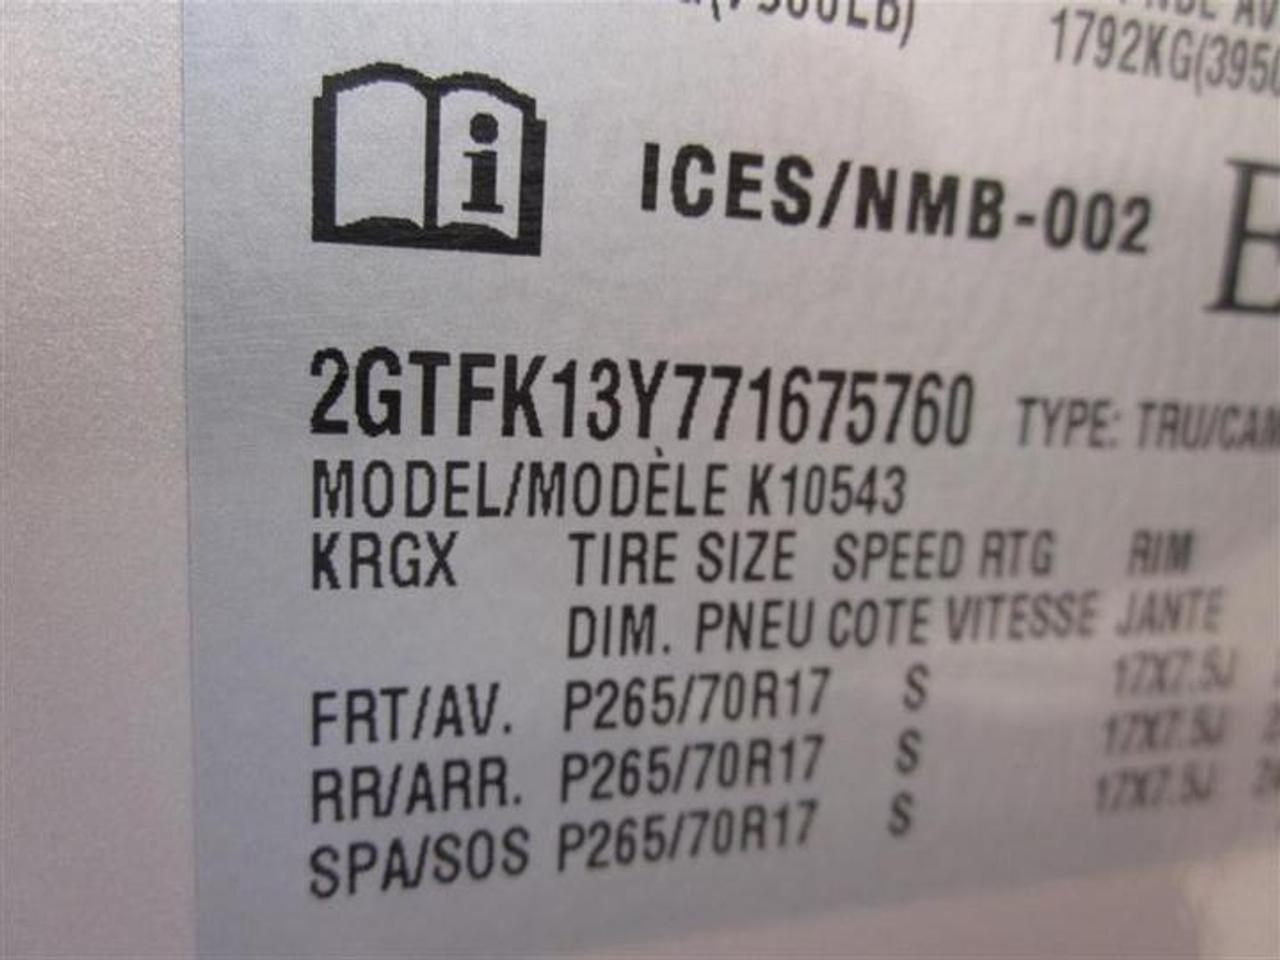 (7500LB)
1792KG(3950
ICES/NMB-002
2GTFK13Y771675760 TYPE: TRU/CAM
MODEL/MODÈLE K10543
KRGX TIRE SIZE SPEED RTG RIM
DIM. PNEU COTE VITESSE JANTE
FRT/AV. P265/70R17 S 17X7.5J
RR/ARR. P265/70R17 S 17X7.5J
SPA/SOS P265/70R17 S 17X7.5J